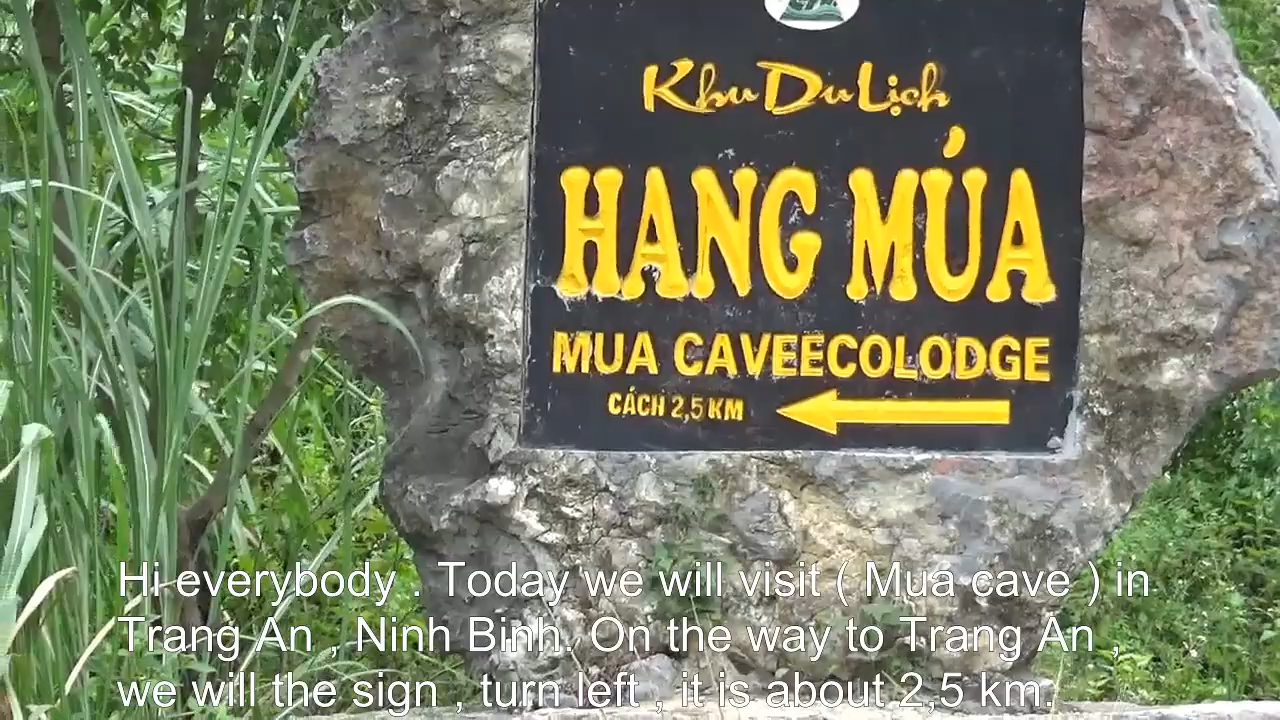 Khu Du Lịch
HANG MÚA
MUA CAVEECOLODGE
CÁCH 2,5 KM
Hi everybody . Today we will visit ( Mua cave ) in
Trang An , Ninh Binh. On the way to Trang An ,
we will the sign , turn left , it is about 2,5 km.